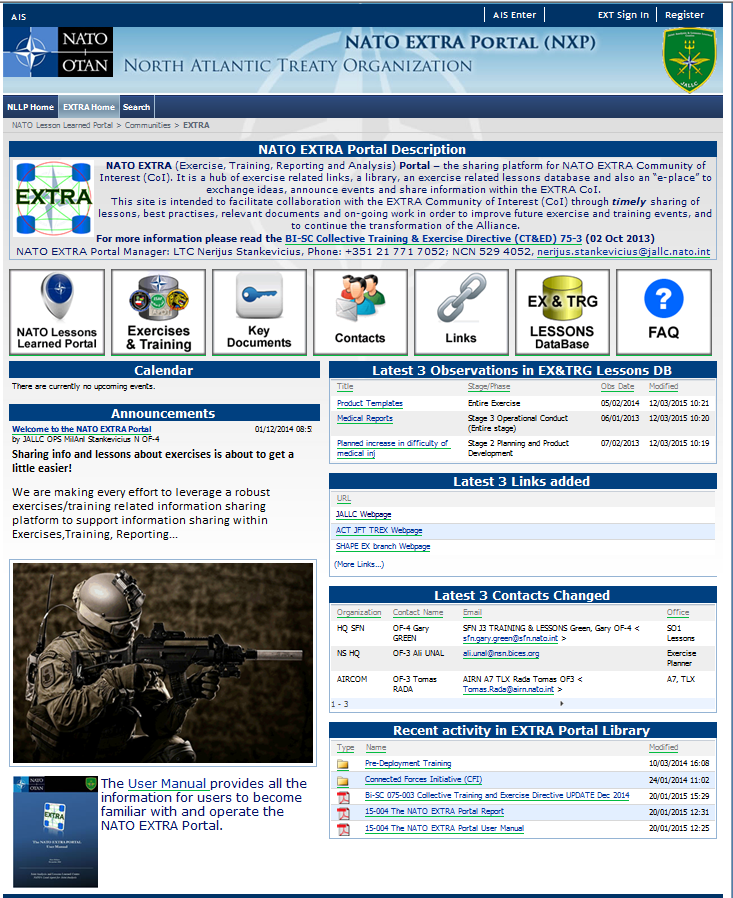 AIS
AIS Enter
EXT Sign In
Register
NATO
OTAN
NATO EXTRA PORTAL (NXP)
NORTH ATLANTIC TREATY ORGANIZATION
JALLC
NLLP Home
EXTRA Home
Search
NATO Lesson Learned Portal > Communities > EXTRA
NATO EXTRA Portal Description
EXTRA
NATO EXTRA (Exercise, Training, Reporting and Analysis) Portal – the sharing platform for NATO EXTRA Community of
Interest (CoI). It is a hub of exercise related links, a library, an exercise related lessons database and also an "e-place" to
exchange ideas, announce events and share information within the EXTRA CoI.
This site is intended to facilitate collaboration with the EXTRA Community of Interest (CoI) through timely sharing of
lessons, best practises, relevant documents and on-going work in order to improve future exercise and training events, and
to continue the transformation of the Alliance.
For more information please read the BI-SC Collective Training & Exercise Directive (CT&ED) 75-3 (02 Oct 2013)
NATO EXTRA Portal Manager: LTC Nerijus Stankevicius, Phone: +351 21 771 7052; NCN 529 4052, nerijus.stankevicius@jallc.nato.int
NATO Lessons
Learned Portal
Exercises
& Training
Key
Documents
Contacts
Links
EX & TRG
LESSONS
DataBase
?
FAQ
Calendar
There are currently no upcoming events.
Announcements
Welcome to the NATO EXTRA Portal 01/12/2014 08:5
by JALLC OPS MilAnl Stankevicius N OF-4
Sharing info and lessons about exercises is about to get a
little easier!
We are making every effort to leverage a robust
exercises/training related information sharing
platform to support information sharing within
Exercises,Training, Reporting...
NATO
OTAN
EXTRA
The NATO EXTRA PORTAL
User Manual
The User Manual provides all the
information for users to become
familiar with and operate the
NATO EXTRA Portal.
Latest 3 Observations in EX&TRG Lessons DB
Title Stage/Phase Obs Date Modified
Product Templates Entire Exercise 05/02/2014 12/03/2015 10:21
Medical Reports Stage 3 Operational Conduct 06/01/2013 12/03/2015 10:20
(Entire stage)
Planned increase in difficulty of Stage 2 Planning and Product 07/02/2013 12/03/2015 10:19
medical inj Development
Latest 3 Links added
URL
JALLC Webpage
ACT JFT TREX Webpage
SHAPE EX branch Webpage
(More Links...)
Latest 3 Contacts Changed
Organization Contact Name Email Office
HQ SFN OF-4 Gary SFN J3 TRAINING & LESSONS Green, Gary OF-4 < SO1
GREEN sfn.gary.green@sfn.nato.int > Lessons
NS HQ OF-3 Ali UNAL ali.unal@nsn.bices.org Exercise
Planner
AIRCOM OF-3 Tomas AIRN A7 TLX Rada Tomas OF3 < A7, TLX
RADA Tomas.Rada@airn.nato.int >
1 - 3
Recent activity in EXTRA Portal Library
Type Name Modified
Pre-Deployment Training 10/03/2014 16:08
Connected Forces Initiative (CFI) 24/01/2014 11:02
Bi-SC 075-003 Collective Training and Exercise Directive UPDATE Dec 2014 20/01/2015 15:29
15-004 The NATO EXTRA Portal Report 20/01/2015 12:31
15-004 The NATO EXTRA Portal User Manual 20/01/2015 12:25